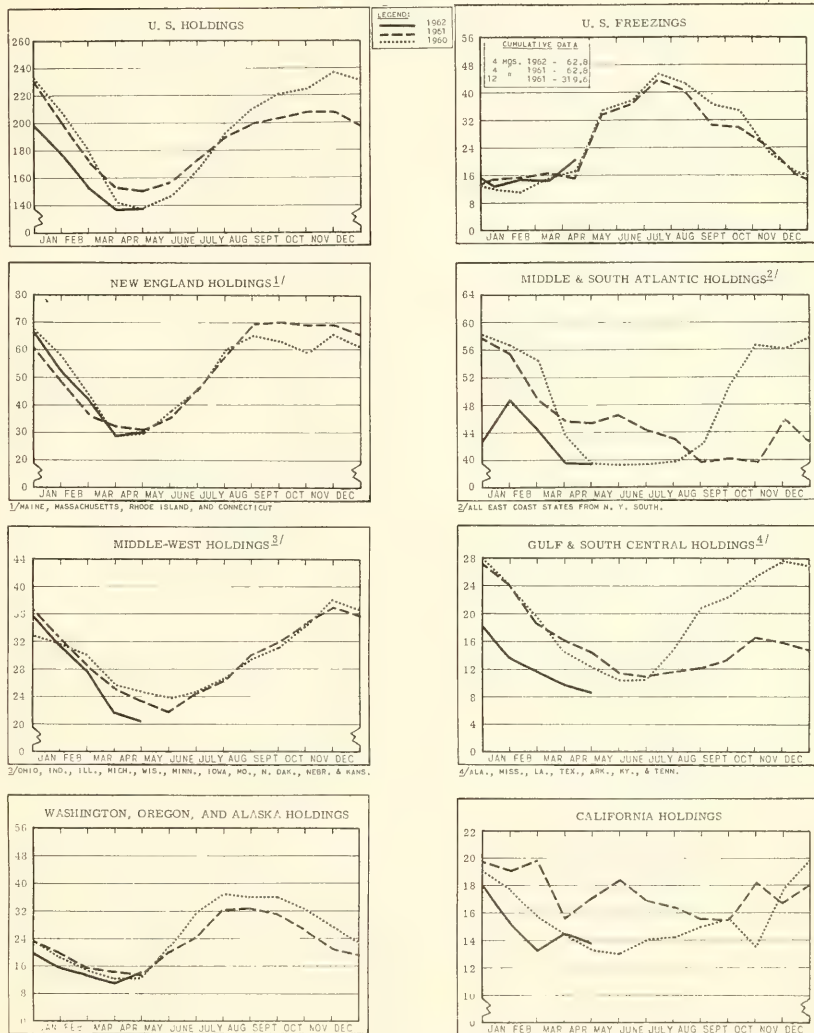 U. S. HOLDINGS
260
240
220
200
180
160
140
0
JAN FEB MAR APR MAY JUNE JULY AUG SEPT OCT NOV DEC
LEGEND:
1962
1961
1960
U. S. FREEZINGS
CUMULATIVE DATA
4 MOS. 1962 - 62.8
4 " 1961 - 62.8
12 " 1961 - 319.6
56
48
40
32
24
16
8
0
JAN FEB MAR APR MAY JUNE JULY AUG SEPT OCT NOV DEC
NEW ENGLAND HOLDINGS 1/
80
70
60
50
40
30
20
0
JAN FEB MAR APR MAY JUNE JULY AUG SEPT OCT NOV DEC
1/MAINE, MASSACHUSETTS, RHODE ISLAND, AND CONNECTICUT
MIDDLE & SOUTH ATLANTIC HOLDINGS 2/
64
60
56
52
48
44
40
0
JAN FEB MAR APR MAY JUNE JULY AUG SEPT OCT NOV DEC
2/ALL EAST COAST STATES FROM N. Y. SOUTH.
MIDDLE-WEST HOLDINGS 3/
44
40
36
32
28
24
20
0
JAN FEB MAR APR MAY JUNE JULY AUG SEPT OCT NOV DEC
3/OHIO, IND., ILL., MICH., WIS., MINN., IOWA, MO., N. DAK., NEBR. & KANS.
GULF & SOUTH CENTRAL HOLDINGS 4/
28
24
20
16
12
8
4
0
JAN FEB MAR APR MAY JUNE JULY AUG SEPT OCT NOV DEC
4/ALA., MISS., LA., TEX., ARK., KY., & TENN.
WASHINGTON, OREGON, AND ALASKA HOLDINGS
56
48
40
32
24
16
8
0
JAN FEB MAR APR MAY JUNE JULY AUG SEPT OCT NOV DEC
CALIFORNIA HOLDINGS
22
20
18
16
14
12
10
0
JAN FEB MAR APR MAY JUNE JULY AUG SEPT OCT NOV DEC